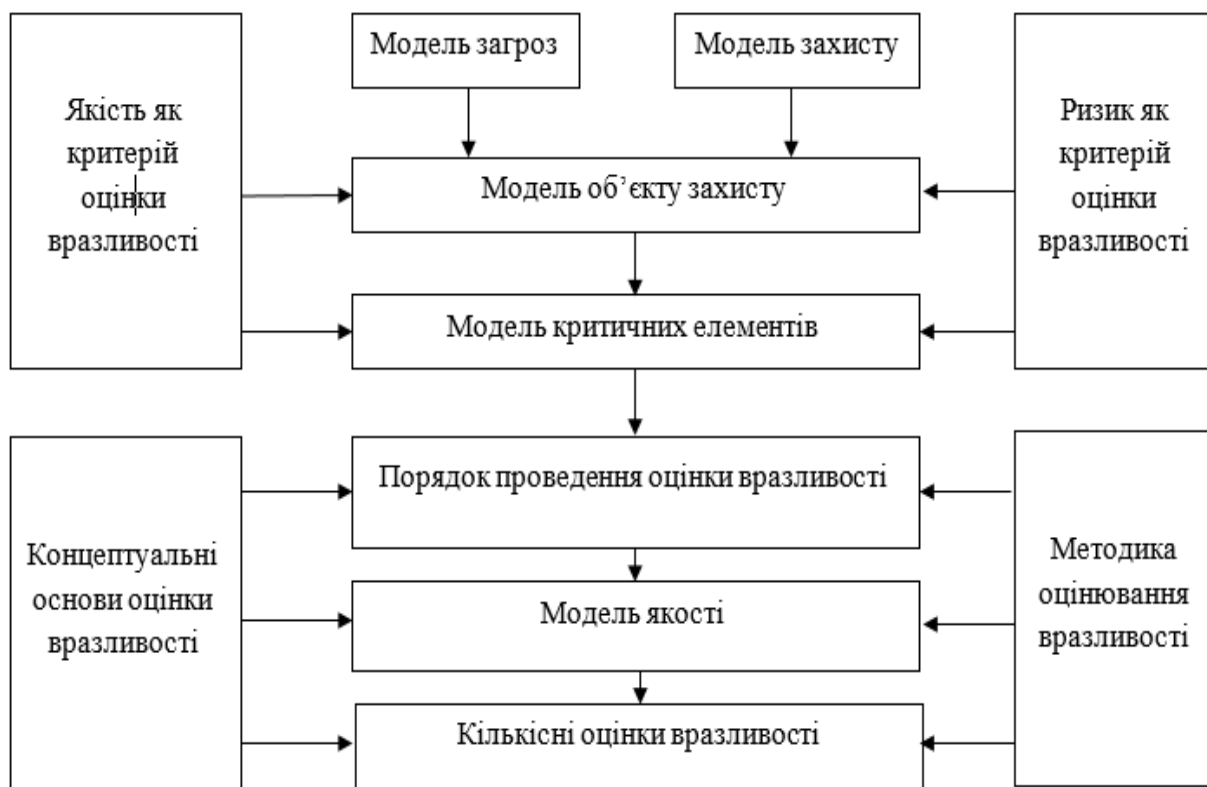 Модель загроз
Модель захисту
Якість як
критерій
оцінки
вразливості
Ризик як
критерій
оцінки
вразливості
Модель об’єкту захисту
Модель критичних елементів
Порядок проведення оцінки вразливості
Концептуальні
основи оцінки
вразливості
Методика
оцінювання
вразливості
Модель якості
Кількісні оцінки вразливості